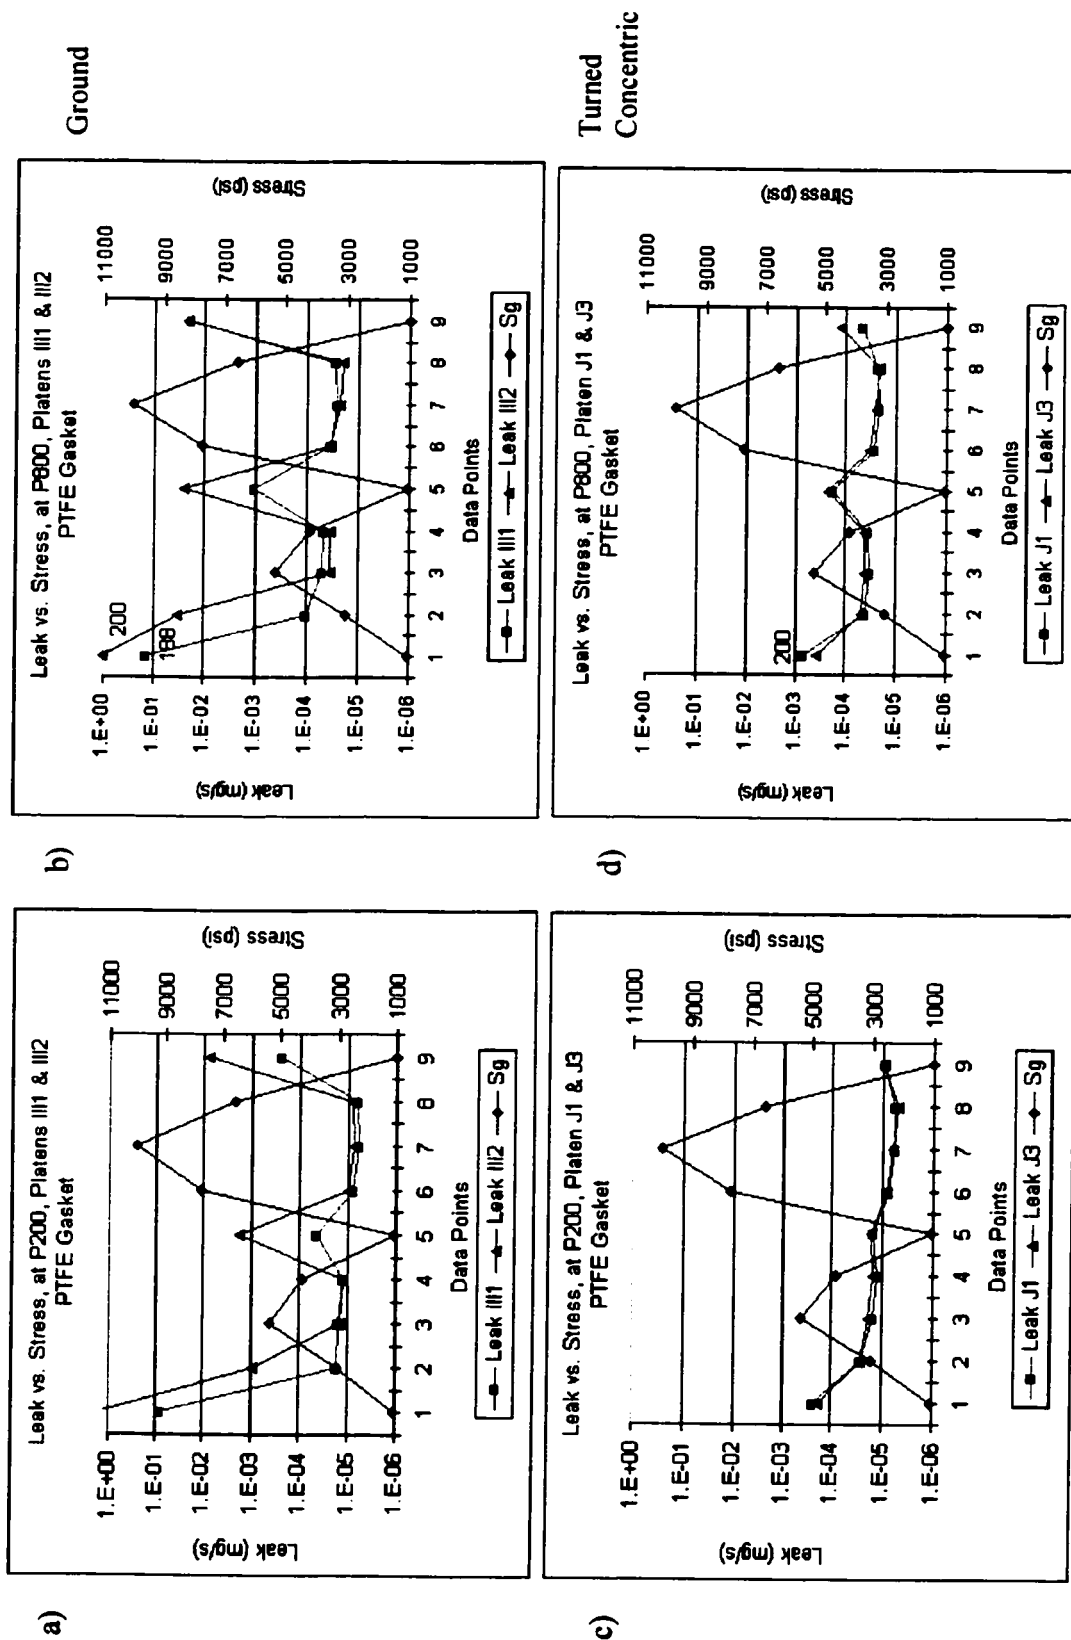 a)
Leak vs. Stress, at P200, Platens III1 & III2
PTFE Gasket
Leak (mg/s)
1.E+00
1.E-01
1.E-02
1.E-03
1.E-04
1.E-05
1.E-06
Stress (psi)
11000
9000
7000
5000
3000
1000
1 2 3 4 5 6 7 8 9
Data Points
Leak III1 Leak III2 Sg
b)
Leak vs. Stress, at P800, Platens III1 & III2
PTFE Gasket
Leak (mg/s)
1.E+00
1.E-01
1.E-02
1.E-03
1.E-04
1.E-05
1.E-06
200
188
Stress (psi)
11000
9000
7000
5000
3000
1000
1 2 3 4 5 6 7 8 9
Data Points
Leak III1 Leak III2 Sg
Ground
c)
Leak vs. Stress, at P200, Platen J1 & J3
PTFE Gasket
Leak (mg/s)
1.E+00
1.E-01
1.E-02
1.E-03
1.E-04
1.E-05
1.E-06
Stress (psi)
11000
9000
7000
5000
3000
1000
1 2 3 4 5 6 7 8 9
Data Points
Leak J1 Leak J3 Sg
d)
Leak vs. Stress, at P800, Platen J1 & J3
PTFE Gasket
Leak (mg/s)
1.E+00
1.E-01
1.E-02
1.E-03
1.E-04
1.E-05
1.E-06
200
Stress (psi)
11000
9000
7000
5000
3000
1000
1 2 3 4 5 6 7 8 9
Data Points
Leak J1 Leak J3 Sg
Turned
Concentric